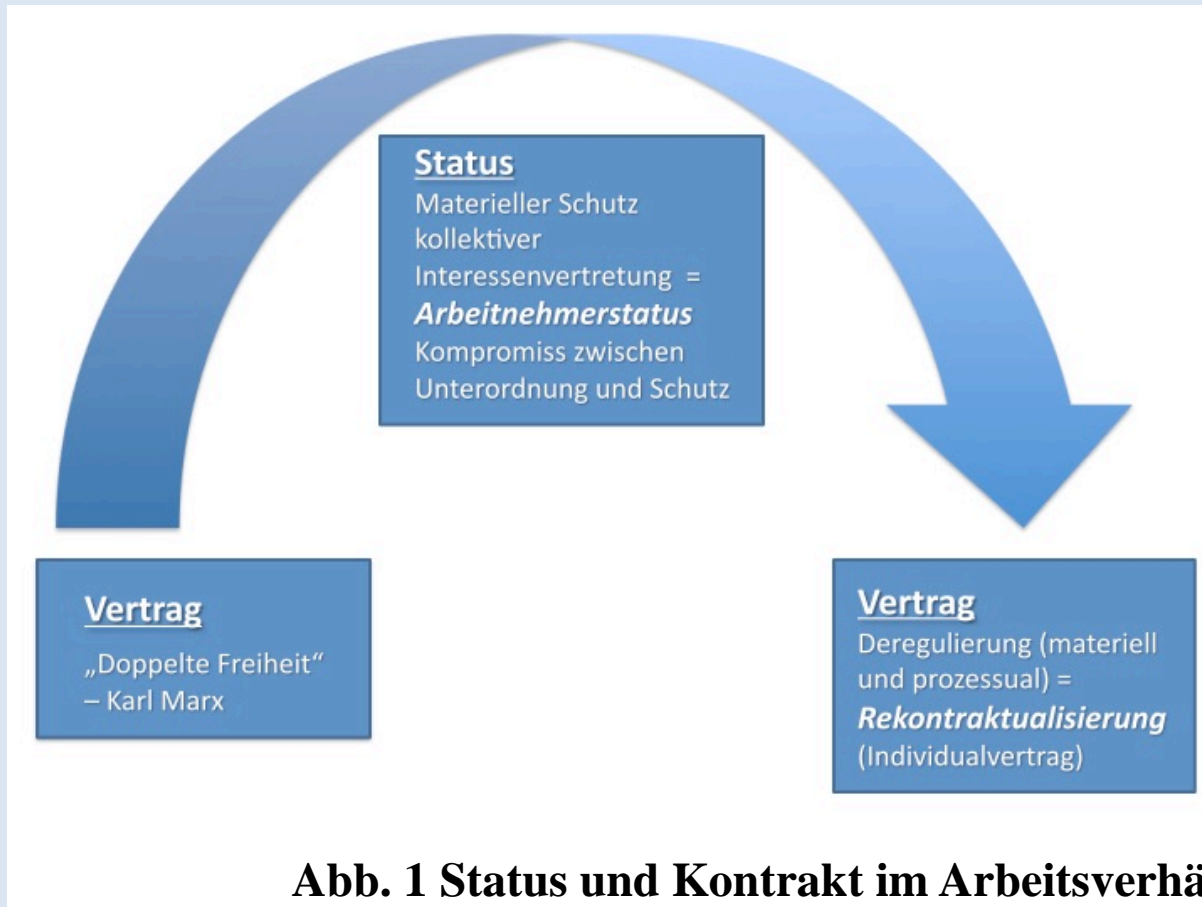 Status
Materieller Schutz
kollektiver
Interessenvertretung =
Arbeitnehmerstatus
Kompromiss zwischen
Unterordnung und Schutz
Vertrag
„Doppelte Freiheit“
– Karl Marx
Vertrag
Deregulierung (materiell
und prozessual) =
Rekontraktualisierung
(Individualvertrag)
Abb. 1 Status und Kontrakt im